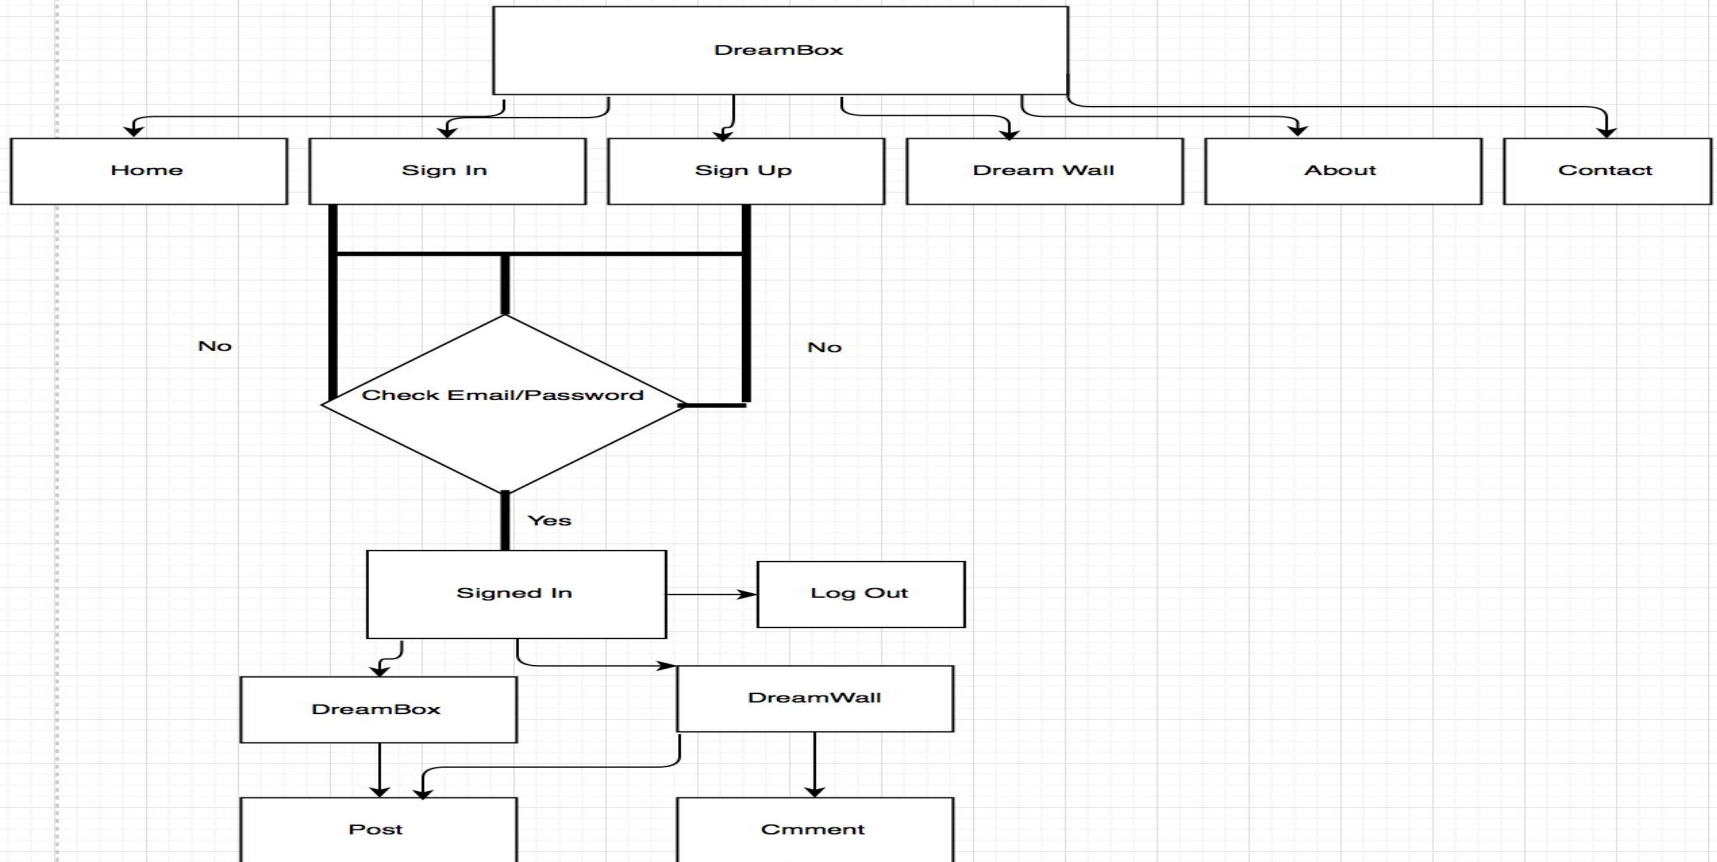 DreamBox
Home
Sign In
Sign Up
Dream Wall
About
Contact
No
No
Check Email/Password
Yes
Signed In
Log Out
DreamBox
DreamWall
Post
Cmment